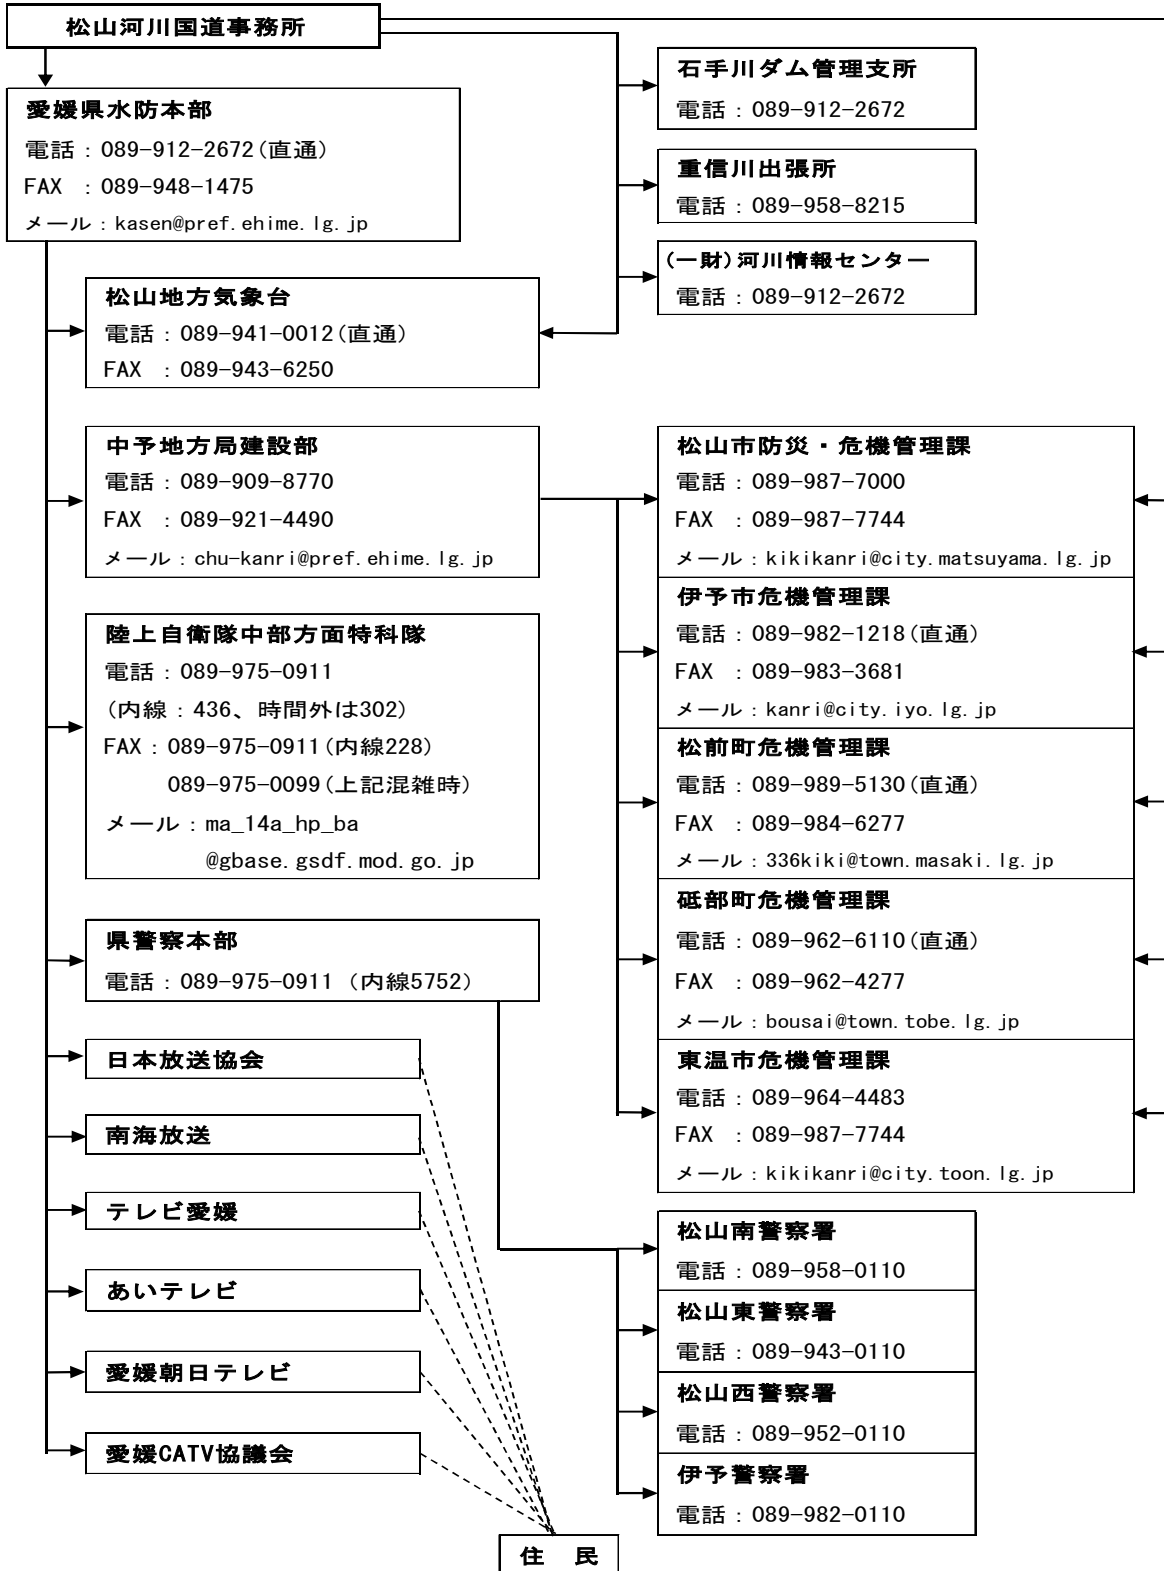 松山河川国道事務所
愛媛県水防本部
電話：089-912-2672(直通)
FAX ：089-948-1475
メール：kasen@pref.ehime.lg.jp
石手川ダム管理支所
電話：089-912-2672
重信川出張所
電話：089-958-8215
(一財)河川情報センター
電話：089-912-2672
松山地方気象台
電話：089-941-0012(直通)
FAX ：089-943-6250
中予地方局建設部
電話：089-909-8770
FAX ：089-921-4490
メール：chu-kanri@pref.ehime.lg.jp
陸上自衛隊中部方面特科隊
電話：089-975-0911
(内線：436、時間外は302)
FAX：089-975-0911(内線228)
089-975-0099(上記混雑時)
メール：ma_14a_hp_ba
@gbase.gsdf.mod.go.jp
県警察本部
電話：089-975-0911 (内線5752)
日本放送協会
南海放送
テレビ愛媛
あいテレビ
愛媛朝日テレビ
愛媛CATV協議会
松山市防災・危機管理課
電話：089-987-7000
FAX ：089-987-7744
メール：kikikanri@city.matsuyama.lg.jp
伊予市危機管理課
電話：089-982-1218(直通)
FAX ：089-983-3681
メール：kanri@city.iyo.lg.jp
松前町危機管理課
電話：089-989-5130(直通)
FAX ：089-984-6277
メール：336kiki@town.masaki.lg.jp
砥部町危機管理課
電話：089-962-6110(直通)
FAX ：089-962-4277
メール：bousai@town.tobe.lg.jp
東温市危機管理課
電話：089-964-4483
FAX ：089-987-7744
メール：kikikanri@city.toon.lg.jp
松山南警察署
電話：089-958-0110
松山東警察署
電話：089-943-0110
松山西警察署
電話：089-952-0110
伊予警察署
電話：089-982-0110
住　民